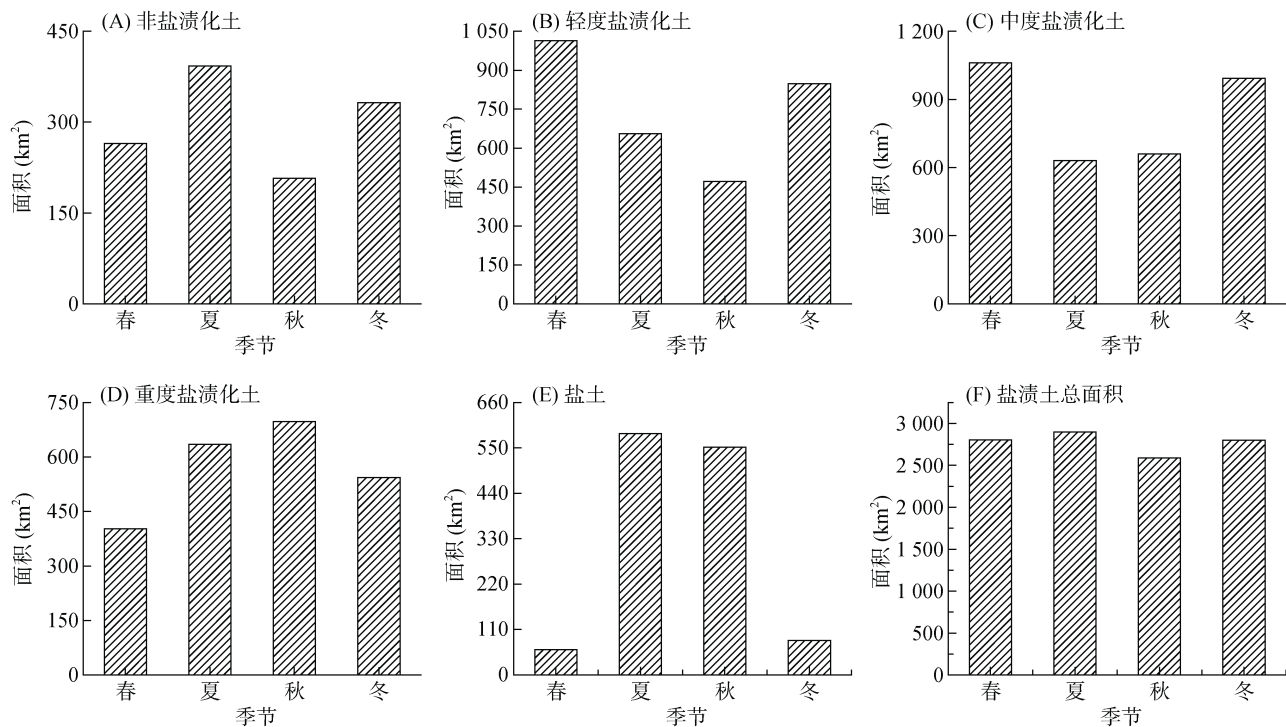 (A) 非盐渍化土
450
300
150
0
面积 (km²)
春 夏 秋 冬
季节
(B) 轻度盐渍化土
1 050
900
750
600
450
300
150
0
面积 (km²)
春 夏 秋 冬
季节
(C) 中度盐渍化土
1 200
900
600
300
0
面积 (km²)
春 夏 秋 冬
季节
(D) 重度盐渍化土
750
600
450
300
150
0
面积 (km²)
春 夏 秋 冬
季节
(E) 盐土
660
550
440
330
220
110
0
面积 (km²)
春 夏 秋 冬
季节
(F) 盐渍土总面积
3 000
2 500
2 000
1 500
1 000
500
0
面积 (km²)
春 夏 秋 冬
季节